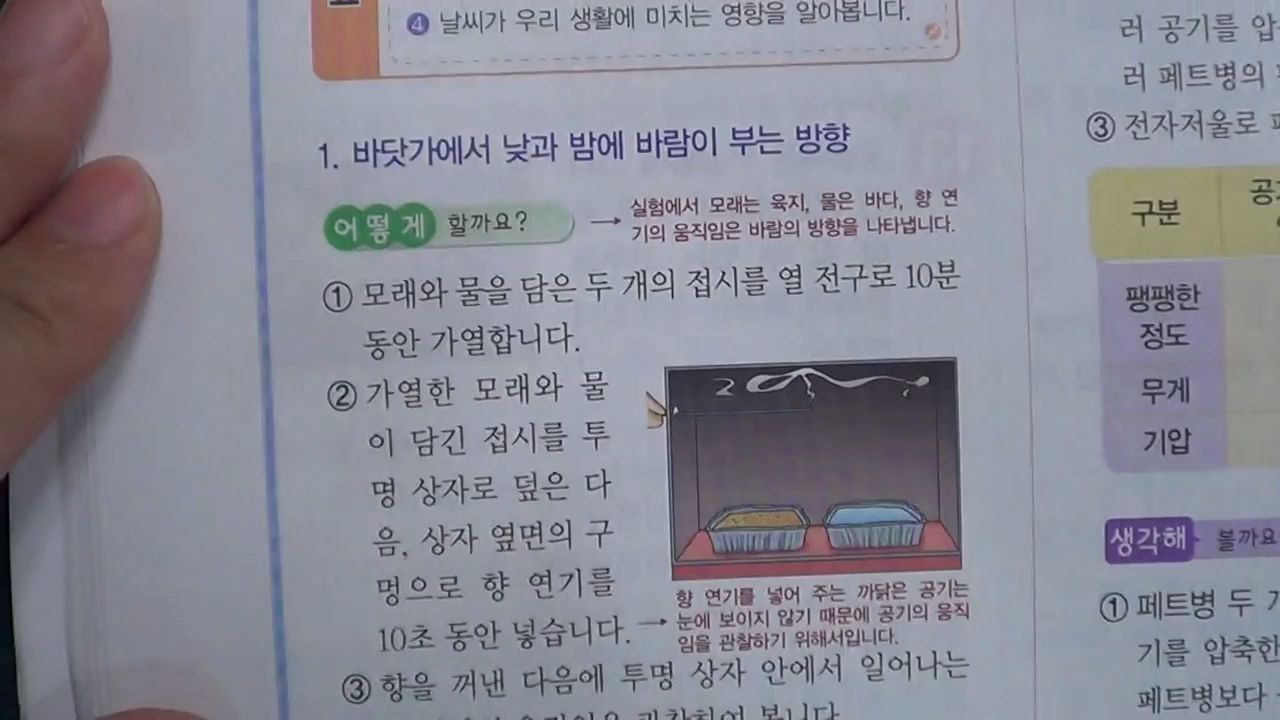 ④ 날씨가 우리 생활에 미치는 영향을 알아봅니다.
1. 바닷가에서 낮과 밤에 바람이 부는 방향
어떻게 할까요?
→ 실험에서 모래는 육지, 물은 바다, 향 연
기의 움직임은 바람의 방향을 나타냅니다.
① 모래와 물을 담은 두 개의 접시를 열 전구로 10분
동안 가열합니다.
② 가열한 모래와 물
이 담긴 접시를 투
명 상자로 덮은 다
음, 상자 옆면의 구
멍으로 향 연기를
10초 동안 넣습니다.
→ 향 연기를 넣어 주는 까닭은 공기는
눈에 보이지 않기 때문에 공기의 움직
임을 관찰하기 위해서입니다.
③ 향을 꺼낸 다음에 투명 상자 안에서 일어나는
관찰하여 봅니다.
러 공기를 압
러 페트병의
③ 전자저울로
구분
팽팽한
정도
무게
기압
생각해 볼까요
① 페트병 두
기를 압축한
페트병보다